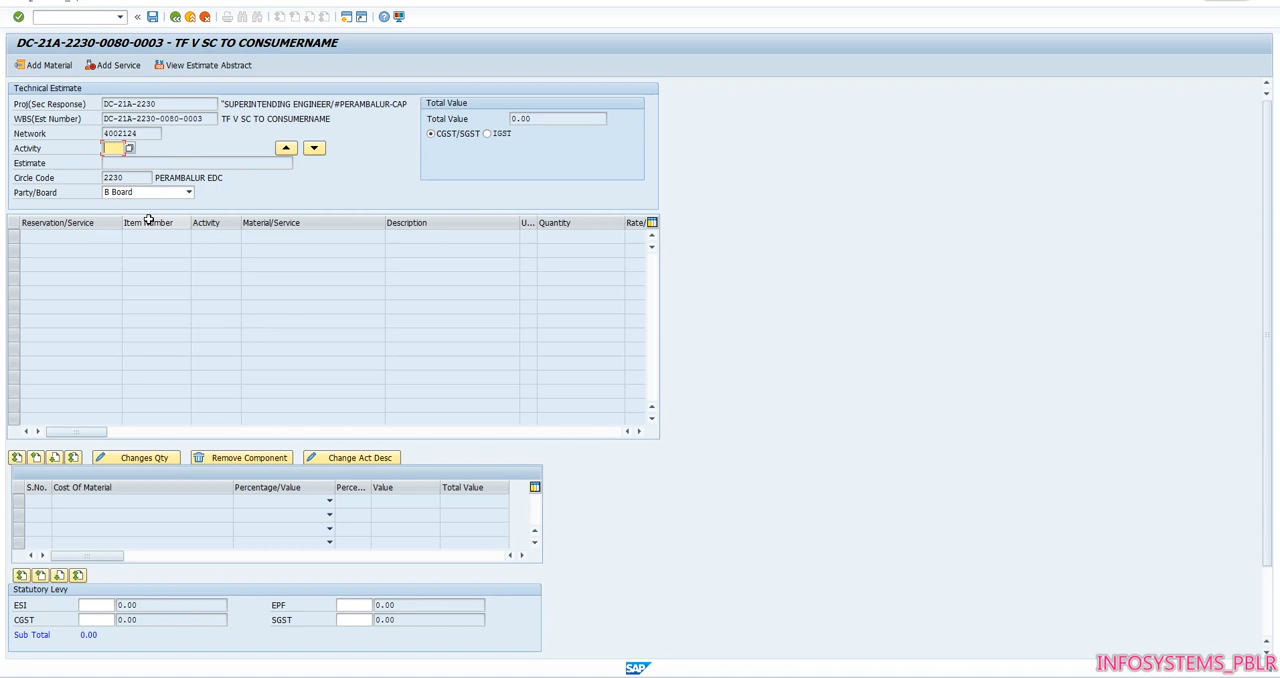 DC-21A-2230-0080-0003 - TF V SC TO CONSUMERNAME
Add Material Add Service View Estimate Abstract
Technical Estimate
Proj(Sec Response) DC-21A-2230 "SUPERINTENDING ENGINEER/#PERAMBALUR-CAP
WBS(Est Number) DC-21A-2230-0080-0003 TF V SC TO CONSUMERNAME
Network 4002124
Activity
Estimate
Circle Code 2230 PERAMBALUR EDC
Party/Board B Board
Total Value
Total Value 0.00
CGST/SGST IGST
Reservation/Service Item Number Activity Material/Service Description U... Quantity Rate/
Changes Qty Remove Component Change Act Desc
S.No. Cost Of Material Percentage/Value Perce... Value Total Value
Statutory Levy
ESI 0.00 EPF 0.00
CGST 0.00 SGST 0.00
Sub Total 0.00
SAP
INFOSYSTEMS_PBLR